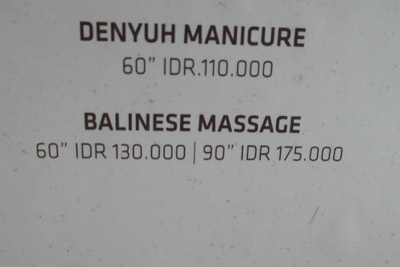 DENYUH MANICURE
60" IDR.110.000
BALINESE MASSAGE
60" IDR 130.000 | 90" IDR 175.000